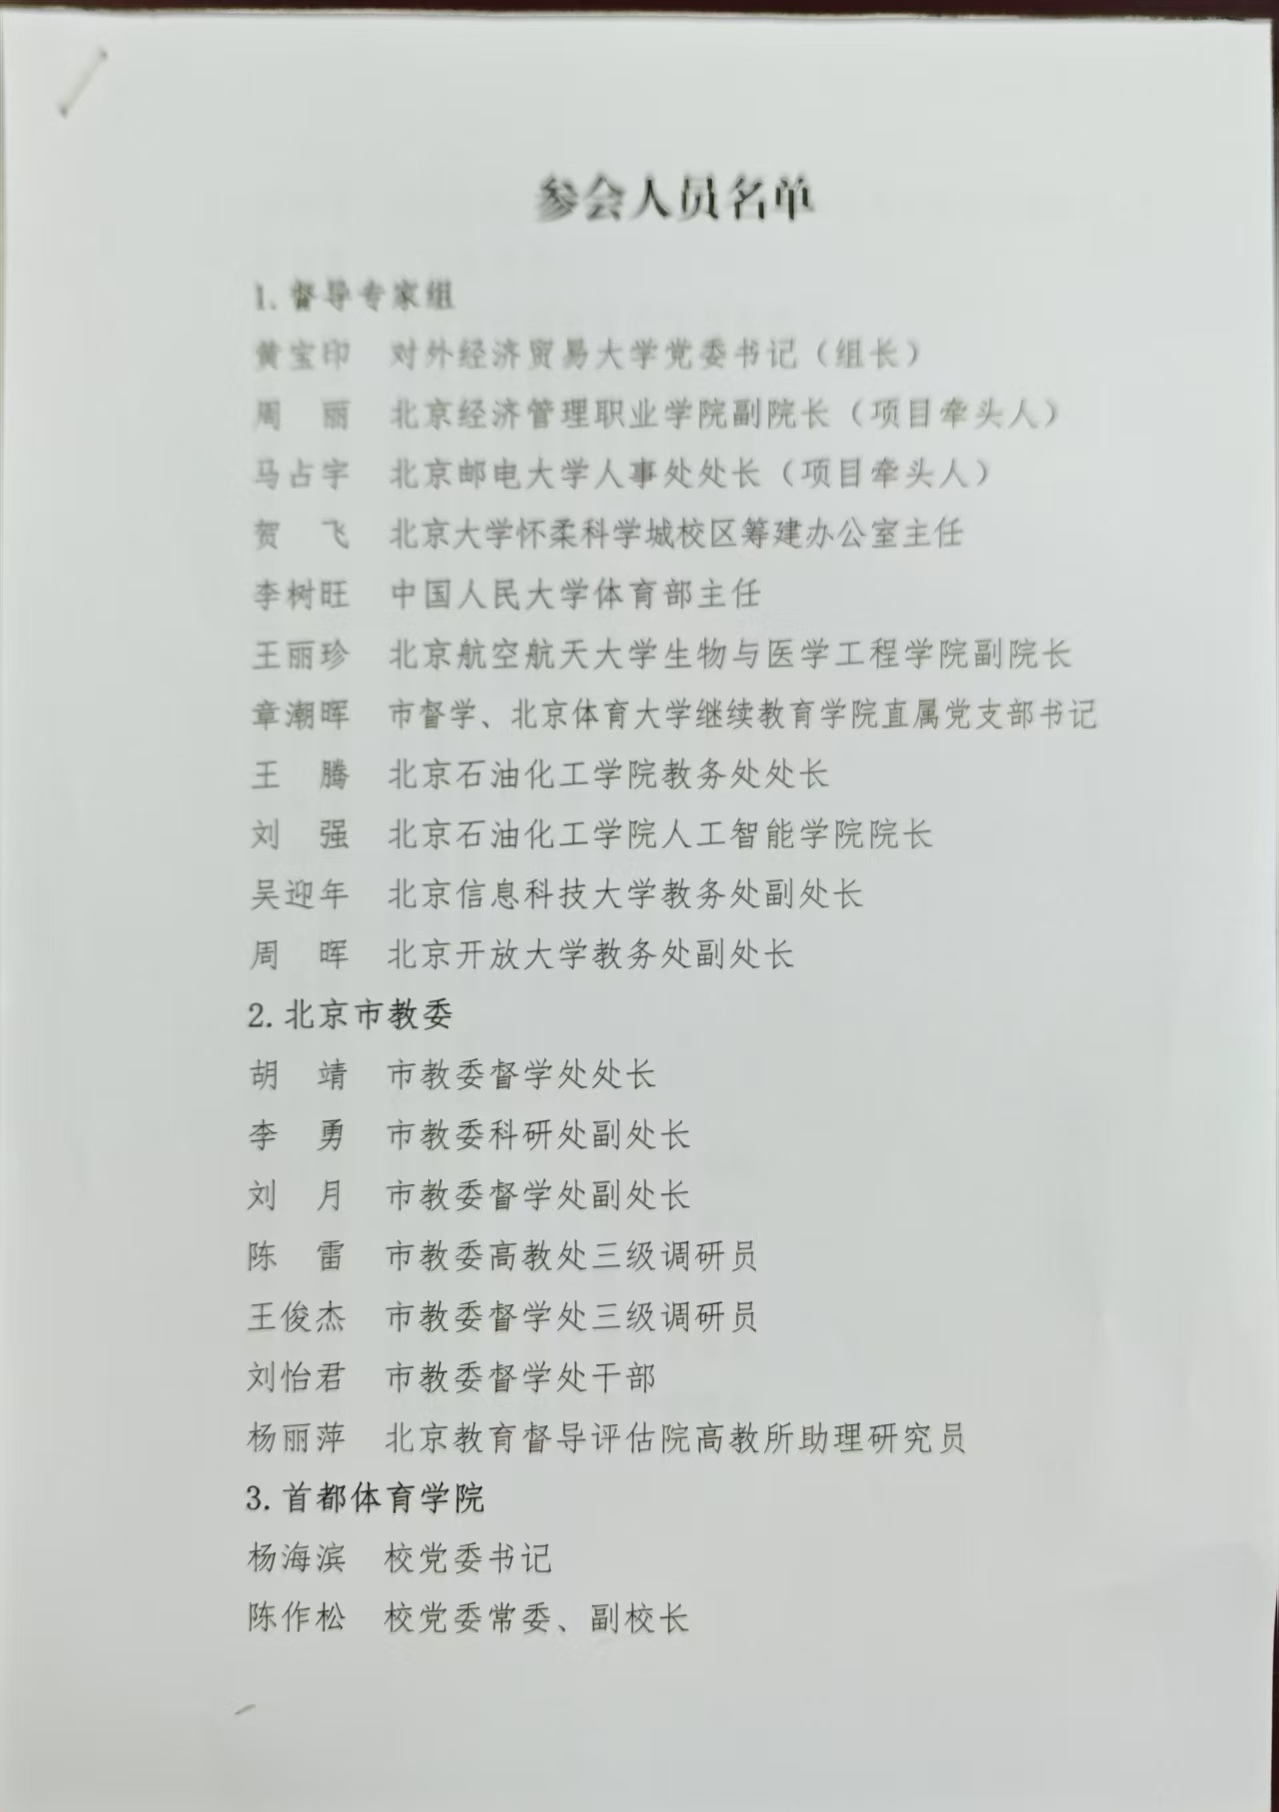 参会人员名单
1.督导专家组
黄宝印 对外经济贸易大学党委书记（组长）
周 丽 北京经济管理职业学院副院长（项目牵头人）
马占宇 北京邮电大学人事处处长（项目牵头人）
贺 飞 北京大学怀柔科学城校区筹建办公室主任
李树旺 中国人民大学体育部主任
王丽珍 北京航空航天大学生物与医学工程学院副院长
章潮晖 市督学、北京体育大学继续教育学院直属党支部书记
王 腾 北京石油化工学院教务处处长
刘 强 北京石油化工学院人工智能学院院长
吴迎年 北京信息科技大学教务处副处长
周 晖 北京开放大学教务处副处长
2.北京市教委
胡 靖 市教委督学处处长
李 勇 市教委科研处副处长
刘 月 市教委督学处副处长
陈 雷 市教委高教处三级调研员
王俊杰 市教委督学处三级调研员
刘怡君 市教委督学处干部
杨丽萍 北京教育督导评估院高教所助理研究员
3.首都体育学院
杨海滨 校党委书记
陈作松 校党委常委、副校长